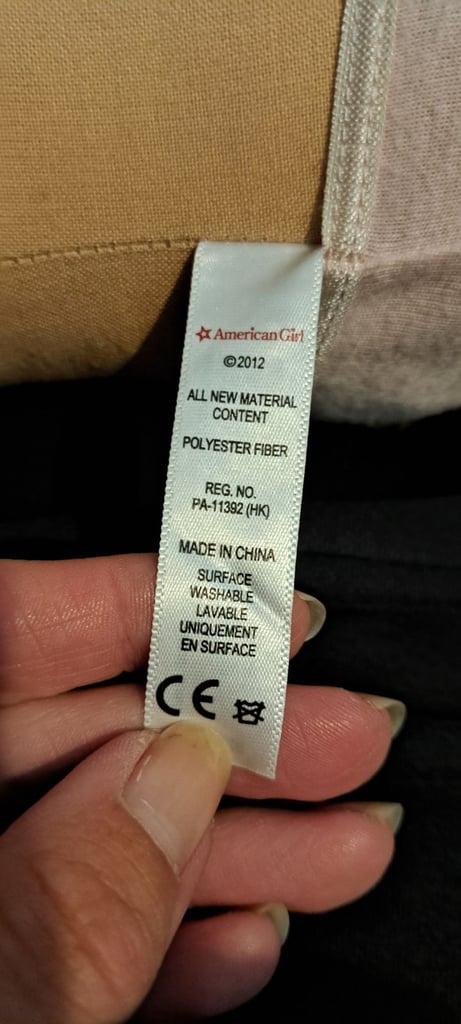 American Girl
©2012
ALL NEW MATERIAL
CONTENT
POLYESTER FIBER
REG. NO.
PA-11392 (HK)
MADE IN CHINA
SURFACE
WASHABLE
LAVABLE
UNIQUEMENT
EN SURFACE
CE